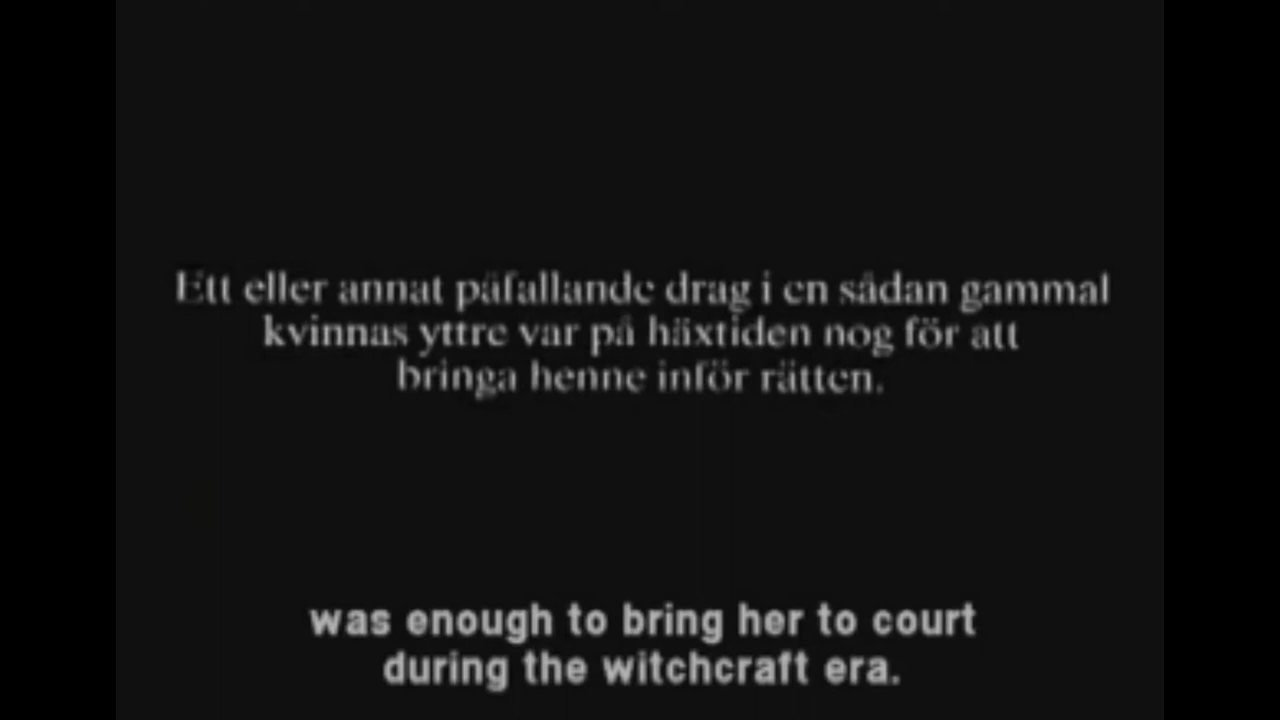 Ett eller annat påfallande drag i en sådan gammal
kvinnas yttre var på häxtiden nog för att
bringa henne inför rätten.
was enough to bring her to court
during the witchcraft era.